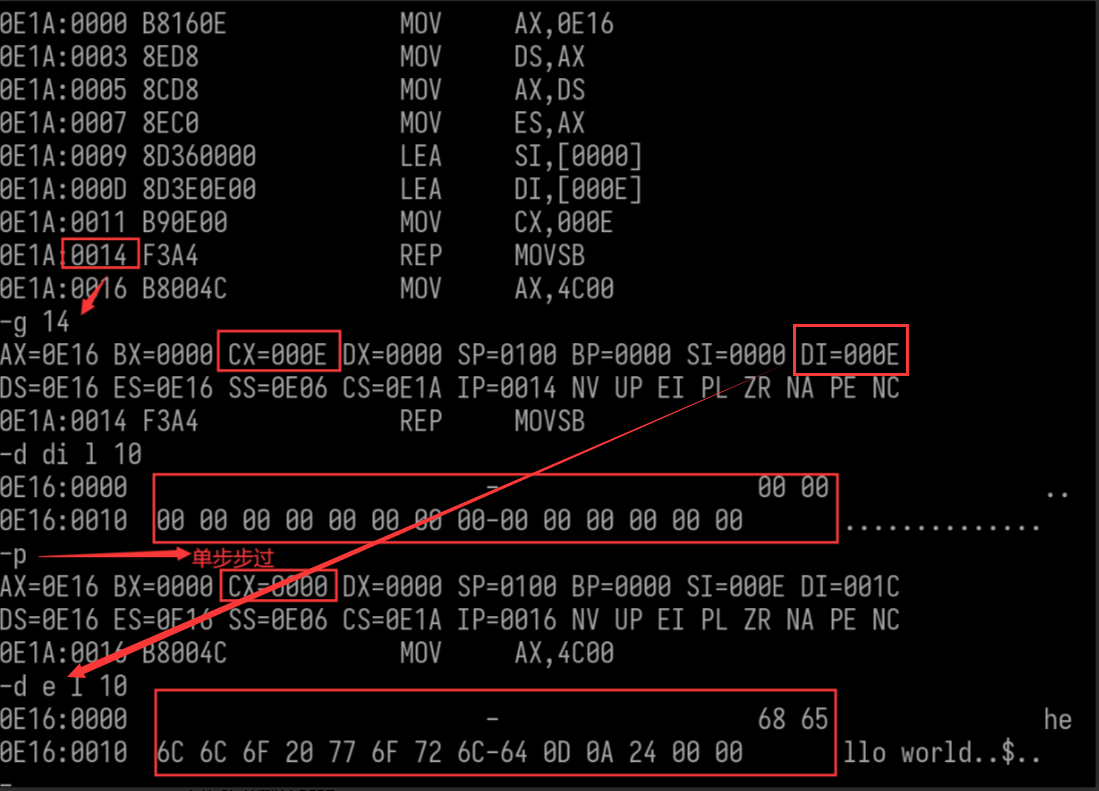 0E1A:0000 B8160E MOV AX,0E16
0E1A:0003 8ED8 MOV DS,AX
0E1A:0005 8CD8 MOV AX,DS
0E1A:0007 8EC0 MOV ES,AX
0E1A:0009 8D360000 LEA SI,[0000]
0E1A:000D 8D3E0E00 LEA DI,[000E]
0E1A:0011 B90E00 MOV CX,000E
0E1A:0014 F3A4 REP MOVSB
0E1A:0016 B8004C MOV AX,4C00
-g 14
AX=0E16 BX=0000 CX=000E DX=0000 SP=0100 BP=0000 SI=0000 DI=000E
DS=0E16 ES=0E16 SS=0E06 CS=0E1A IP=0014 NV UP EI PL ZR NA PE NC
0E1A:0014 F3A4 REP MOVSB
-d di l 10
0E16:0000 - 00 00 ..
0E16:0010 00 00 00 00 00 00 00 00-00 00 00 00 00 00 ..............
-p 单步步过
AX=0E16 BX=0000 CX=0000 DX=0000 SP=0100 BP=0000 SI=000E DI=001C
DS=0E16 ES=0E16 SS=0E06 CS=0E1A IP=0016 NV UP EI PL ZR NA PE NC
0E1A:0016 B8004C MOV AX,4C00
-d e l 10
0E16:0000 - 68 65 he
0E16:0010 6C 6C 6F 20 77 6F 72 6C-64 0D 0A 24 00 00 llo world..$..
-